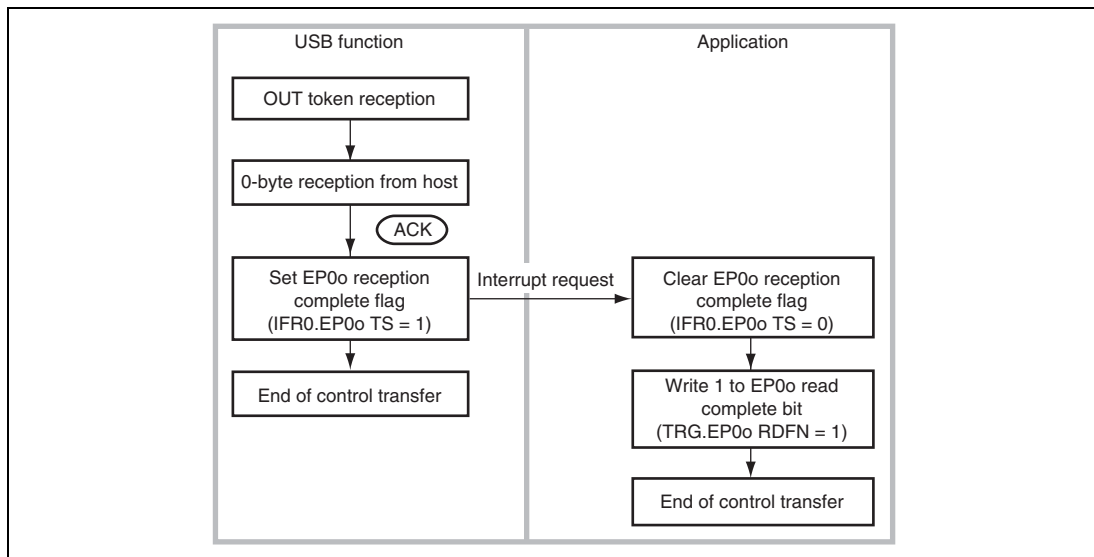 USB function
Application
OUT token reception
0-byte reception from host
ACK
Set EP0o reception
complete flag
(IFR0.EP0o TS = 1)
Interrupt request
Clear EP0o reception
complete flag
(IFR0.EP0o TS = 0)
End of control transfer
Write 1 to EP0o read
complete bit
(TRG.EP0o RDFN = 1)
End of control transfer